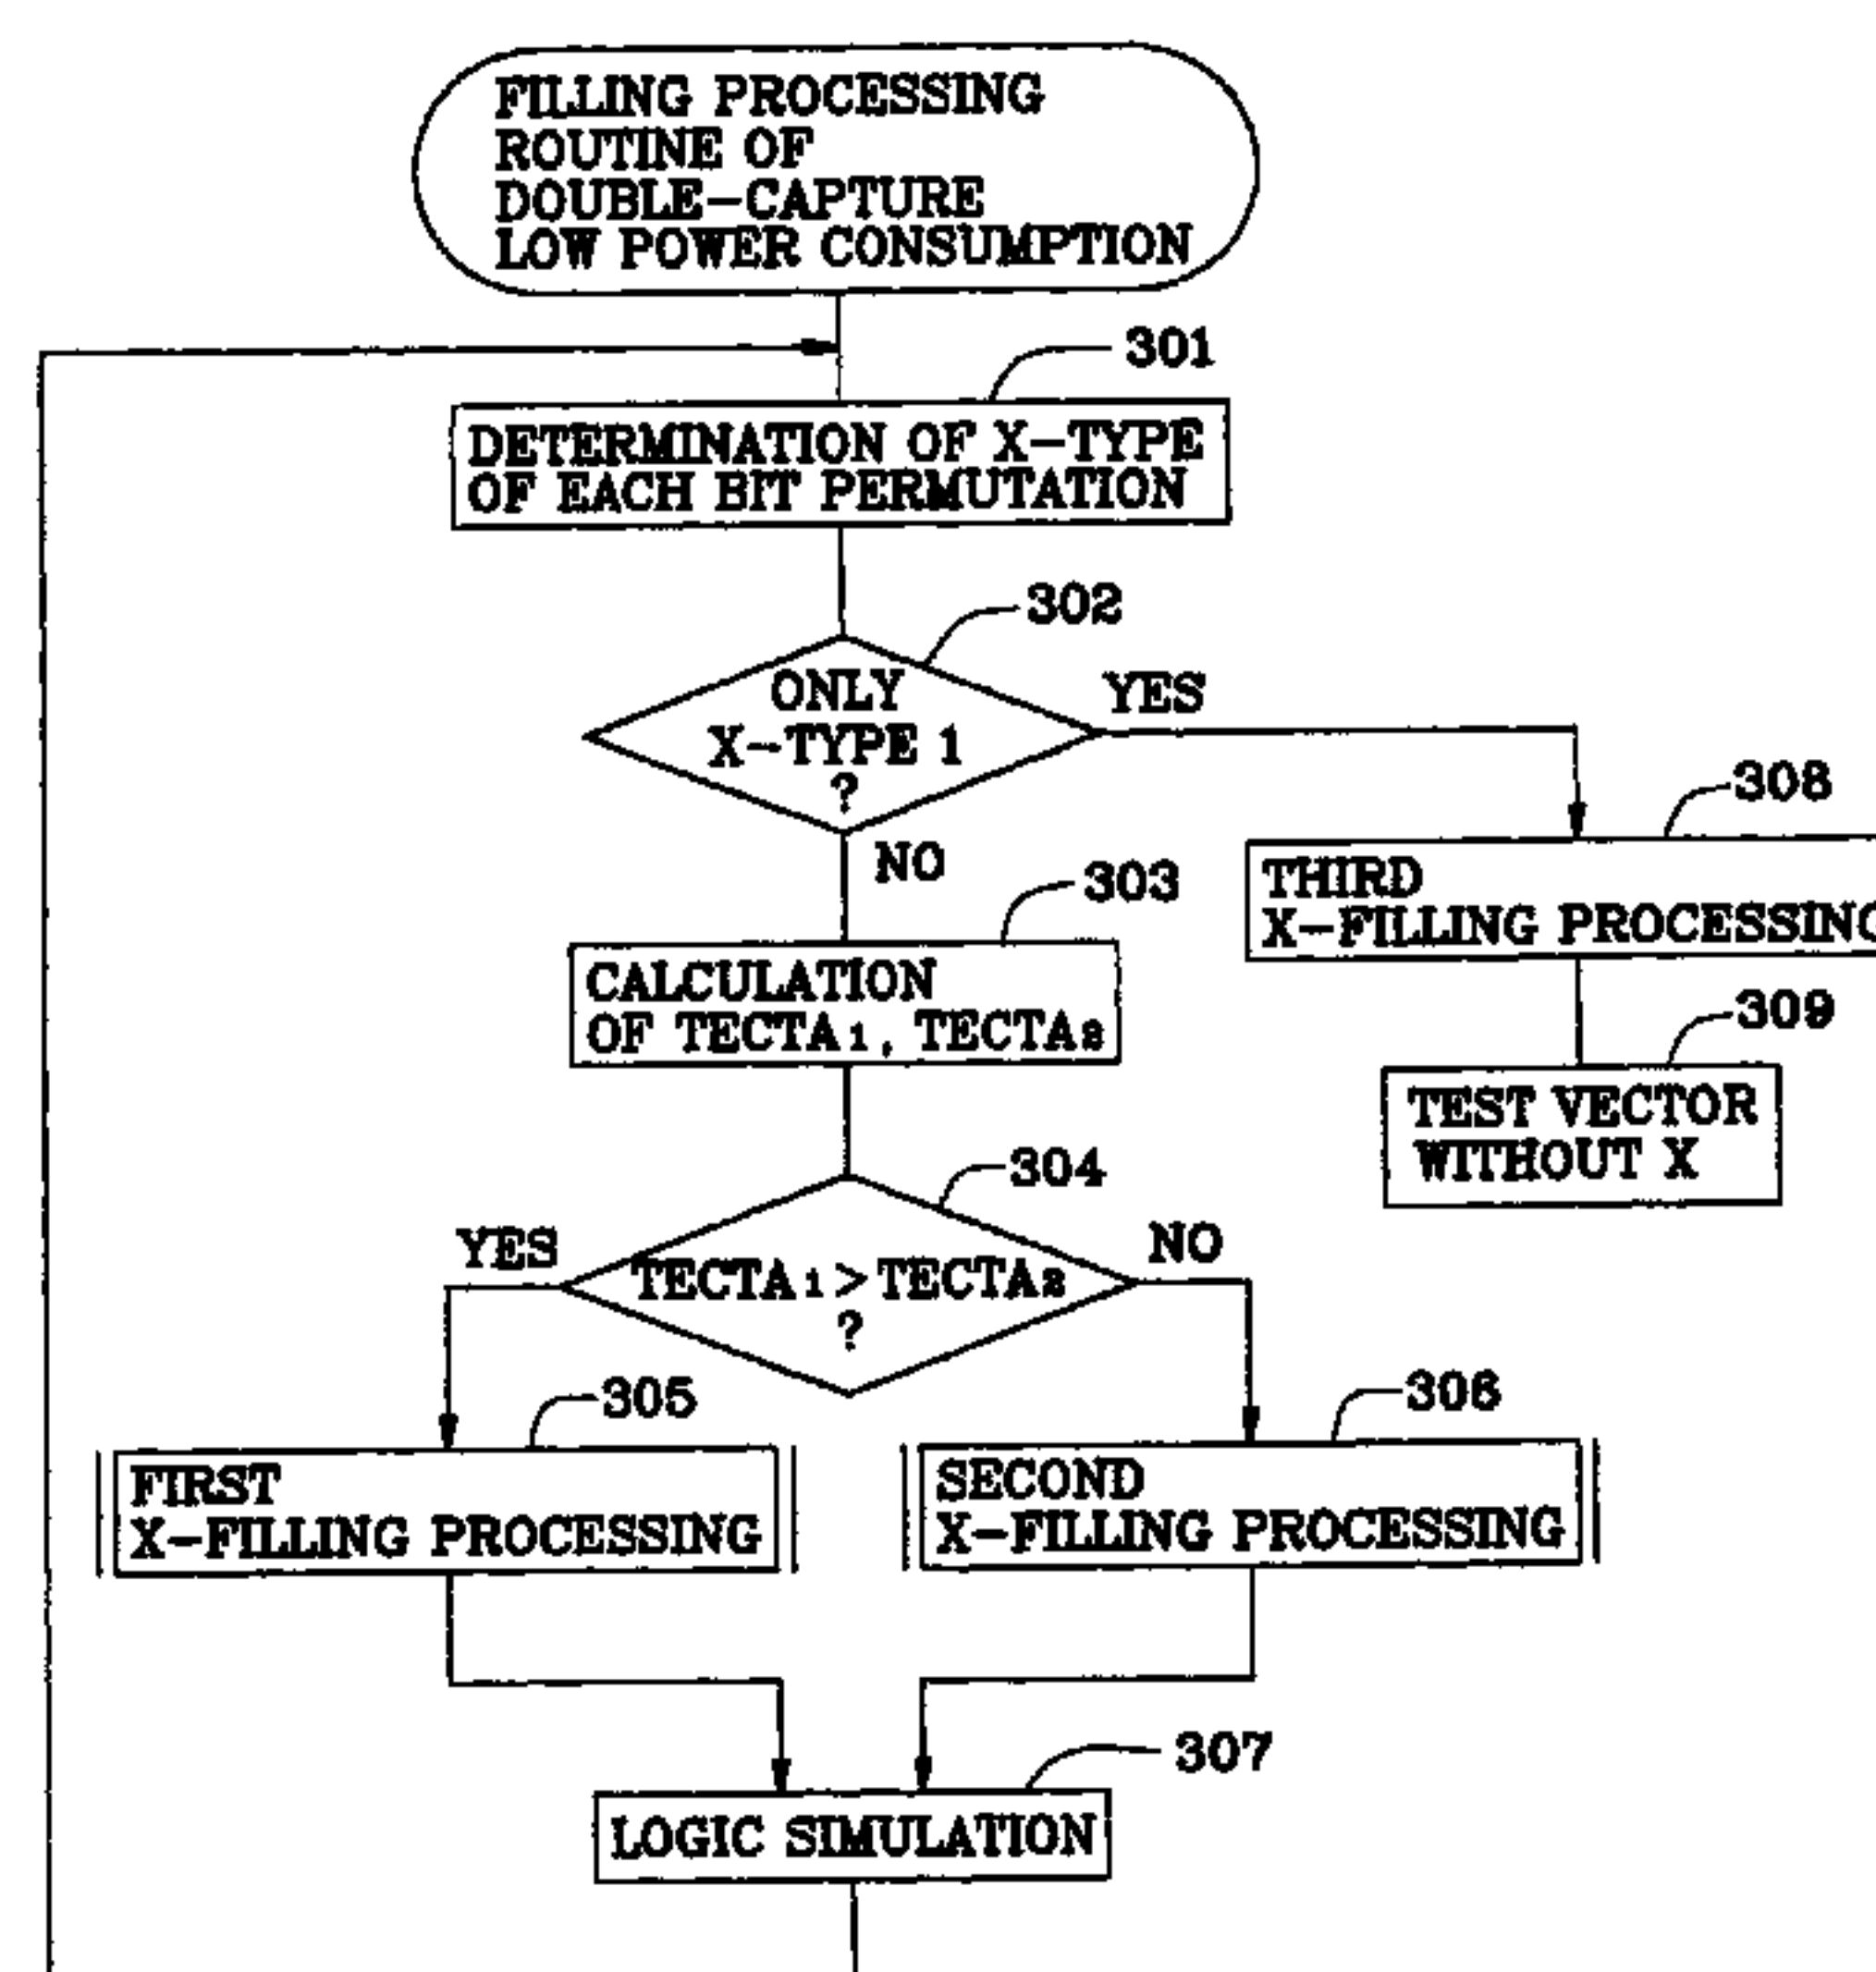 FILLING PROCESSING
ROUTINE OF
DOUBLE-CAPTURE
LOW POWER CONSUMPTION
301
DETERMINATION OF X-TYPE
OF EACH BIT PERMUTATION
302
ONLY
X-TYPE 1
?
YES
NO
308
THIRD
X-FILLING PROCESSING
303
CALCULATION
OF TECTA1, TECTA2
309
TEST VECTOR
WITHOUT X
304
YES
TECTA1>TECTA2
?
NO
305
FIRST
X-FILLING PROCESSING
306
SECOND
X-FILLING PROCESSING
307
LOGIC SIMULATION